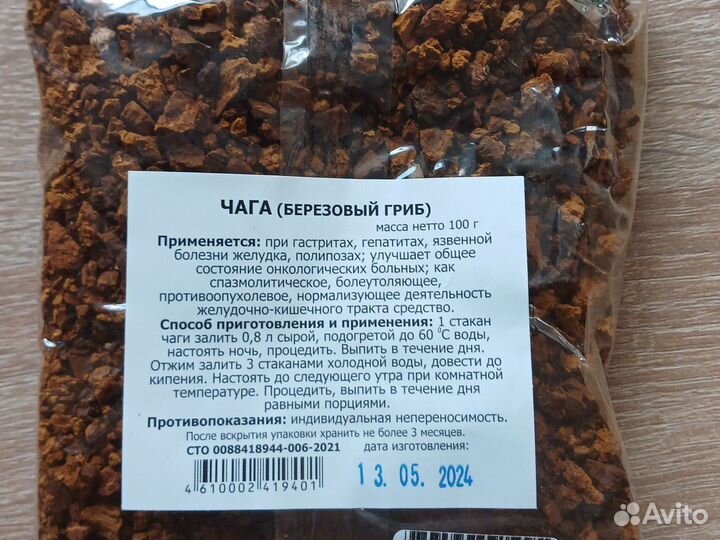 ЧАГА (БЕРЕЗОВЫЙ ГРИБ)
масса нетто 100 г
Применяется: при гастритах, гепатитах, язвенной
болезни желудка, полипозах; улучшает общее
состояние онкологических больных; как
спазмолитическое, болеутоляющее,
противоопухолевое, нормализующее деятельность
желудочно-кишечного тракта средство.
Способ приготовления и применения: 1 стакан
чаги залить 0,8 л сырой, подогретой до 60 °С воды,
настоять ночь, процедить. Выпить в течение дня.
Отжим залить 3 стаканами холодной воды, довести до
кипения. Настоять до следующего утра при комнатной
температуре. Процедить, выпить в течение дня
равными порциями.
Противопоказания: индивидуальная непереносимость.
После вскрытия упаковки хранить не более 3 месяцев.
СТО 0088418944-006-2021 дата изготовления:
4610002419401
13.05.2024
Avito